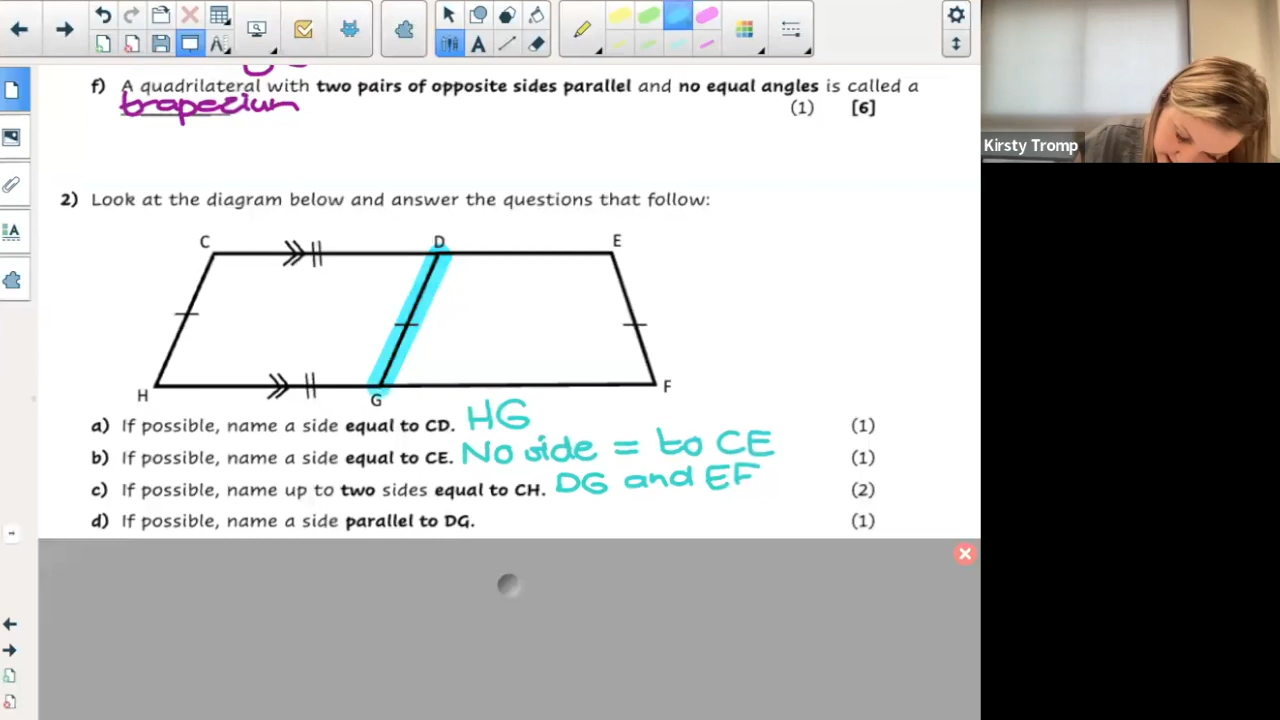 f) A quadrilateral with two pairs of opposite sides parallel and no equal angles is called a
trapezium (1) [6]
Kirsty Tromp
2) Look at the diagram below and answer the questions that follow:
C D E
H G F
a) If possible, name a side equal to CD. HG (1)
b) If possible, name a side equal to CE. No side = to CE (1)
c) If possible, name up to two sides equal to CH. DG and EF (2)
d) If possible, name a side parallel to DG. (1)